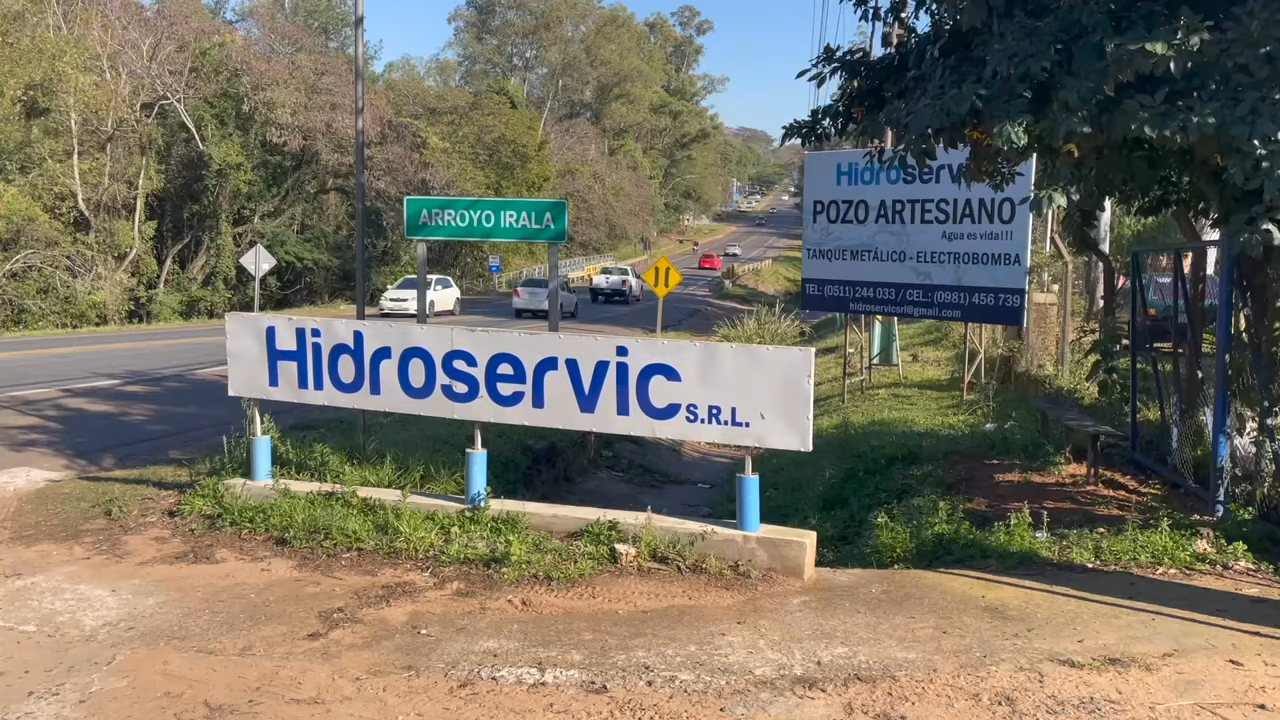 ARROYO IRALA
Hidroservic S.R.L.
Hidroservic
POZO ARTESIANO
Agua es vida!!!
TANQUE METÁLICO - ELECTROBOMBA
TEL: (0511) 244 033 / CEL.: (0981) 456 739
hidroservicsrl@gmail.com